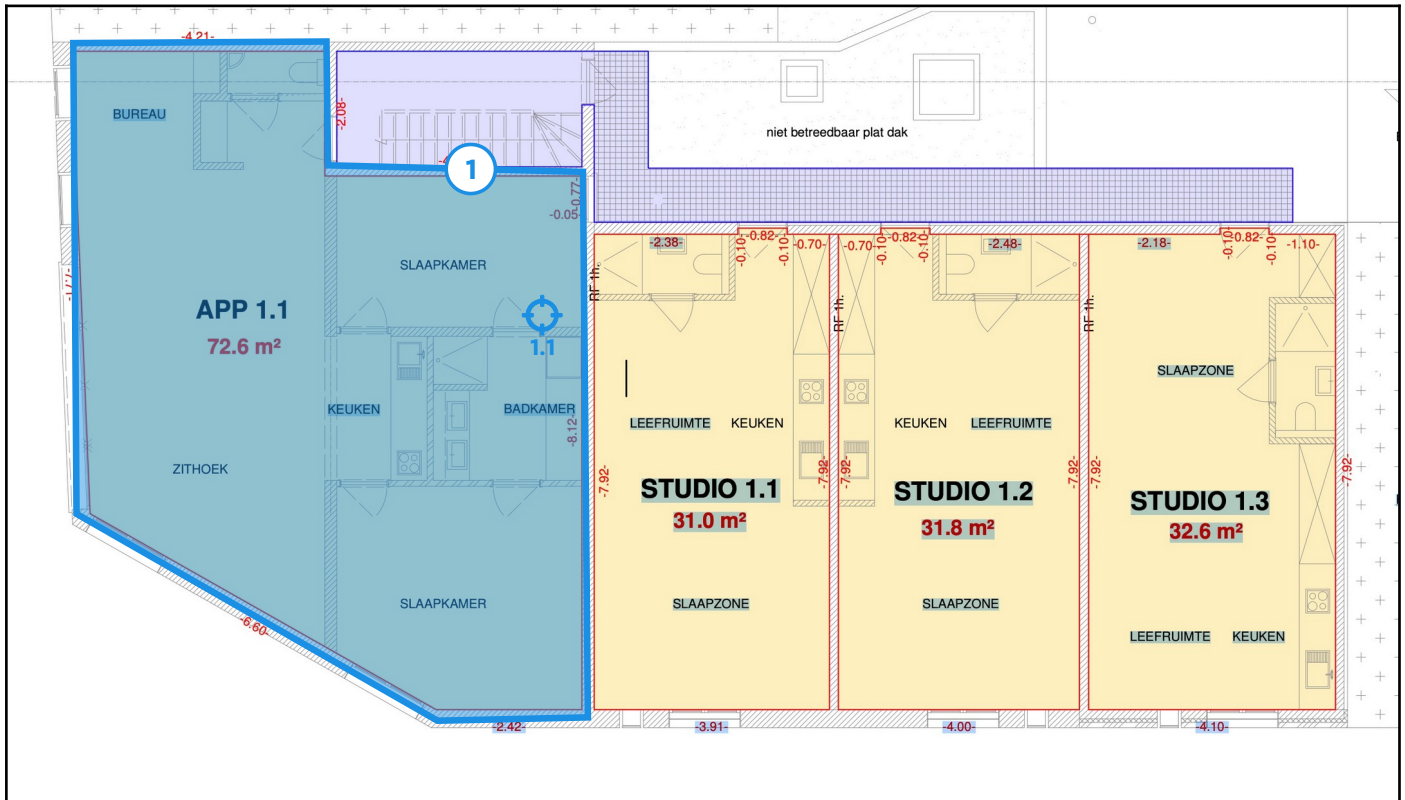 -4.21-
BUREAU
-2.08-
1
niet betreedbaar plat dak
-0.77-
-0.05-
SLAAPKAMER
APP 1.1
72.6 m²
1.1
KEUKEN
BADKAMER
-8.12-
ZITHOEK
SLAAPKAMER
-6.60-
-2.42-
RF 1h.
-2.38-
-0.10-
-0.82-
-0.10-
-0.70-
LEEFRUIMTE KEUKEN
-7.92-
-7.92-
STUDIO 1.1
31.0 m²
SLAAPZONE
-3.91-
RF 1h.
-0.70-
-0.10-
-0.82-
-0.10-
-2.48-
KEUKEN LEEFRUIMTE
-7.92-
-7.92-
STUDIO 1.2
31.8 m²
SLAAPZONE
-4.00-
RF 1h.
-2.18-
-0.10-
-0.82-
-0.10-
-1.10-
SLAAPZONE
-7.92-
-7.92-
STUDIO 1.3
32.6 m²
LEEFRUIMTE KEUKEN
-4.10-